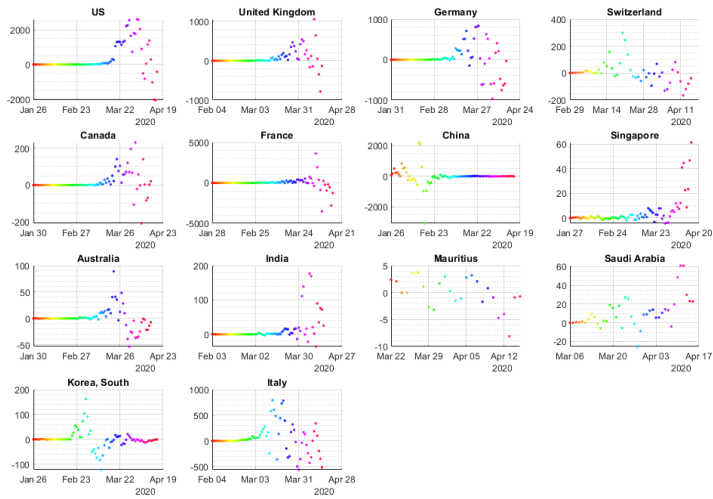 US
2000
0
-2000
Jan 26
Feb 23
Mar 22
Apr 19
2020
United Kingdom
1000
0
-1000
Feb 04
Mar 03
Mar 31
Apr 28
2020
Germany
1000
0
-1000
Jan 31
Feb 28
Mar 27
Apr 24
2020
Switzerland
400
200
0
-200
Feb 29
Mar 14
Mar 28
Apr 11
2020
Canada
200
0
-200
Jan 30
Feb 27
Mar 26
Apr 23
2020
France
5000
0
-5000
Jan 28
Feb 25
Mar 24
Apr 21
2020
China
2000
0
-2000
Jan 26
Feb 23
Mar 22
Apr 19
2020
Singapore
60
40
20
0
Jan 27
Feb 24
Mar 23
Apr 20
2020
Australia
100
50
0
-50
Jan 30
Feb 27
Mar 26
Apr 23
2020
India
200
100
0
Feb 03
Mar 02
Mar 30
Apr 27
2020
Mauritius
5
0
-5
-10
Mar 22
Mar 29
Apr 05
Apr 12
2020
Saudi Arabia
60
40
20
0
-20
Mar 06
Mar 20
Apr 03
Apr 17
2020
Korea, South
200
100
0
-100
Jan 26
Feb 23
Mar 22
Apr 19
2020
Italy
1000
500
0
-500
Feb 04
Mar 03
Mar 31
Apr 28
2020